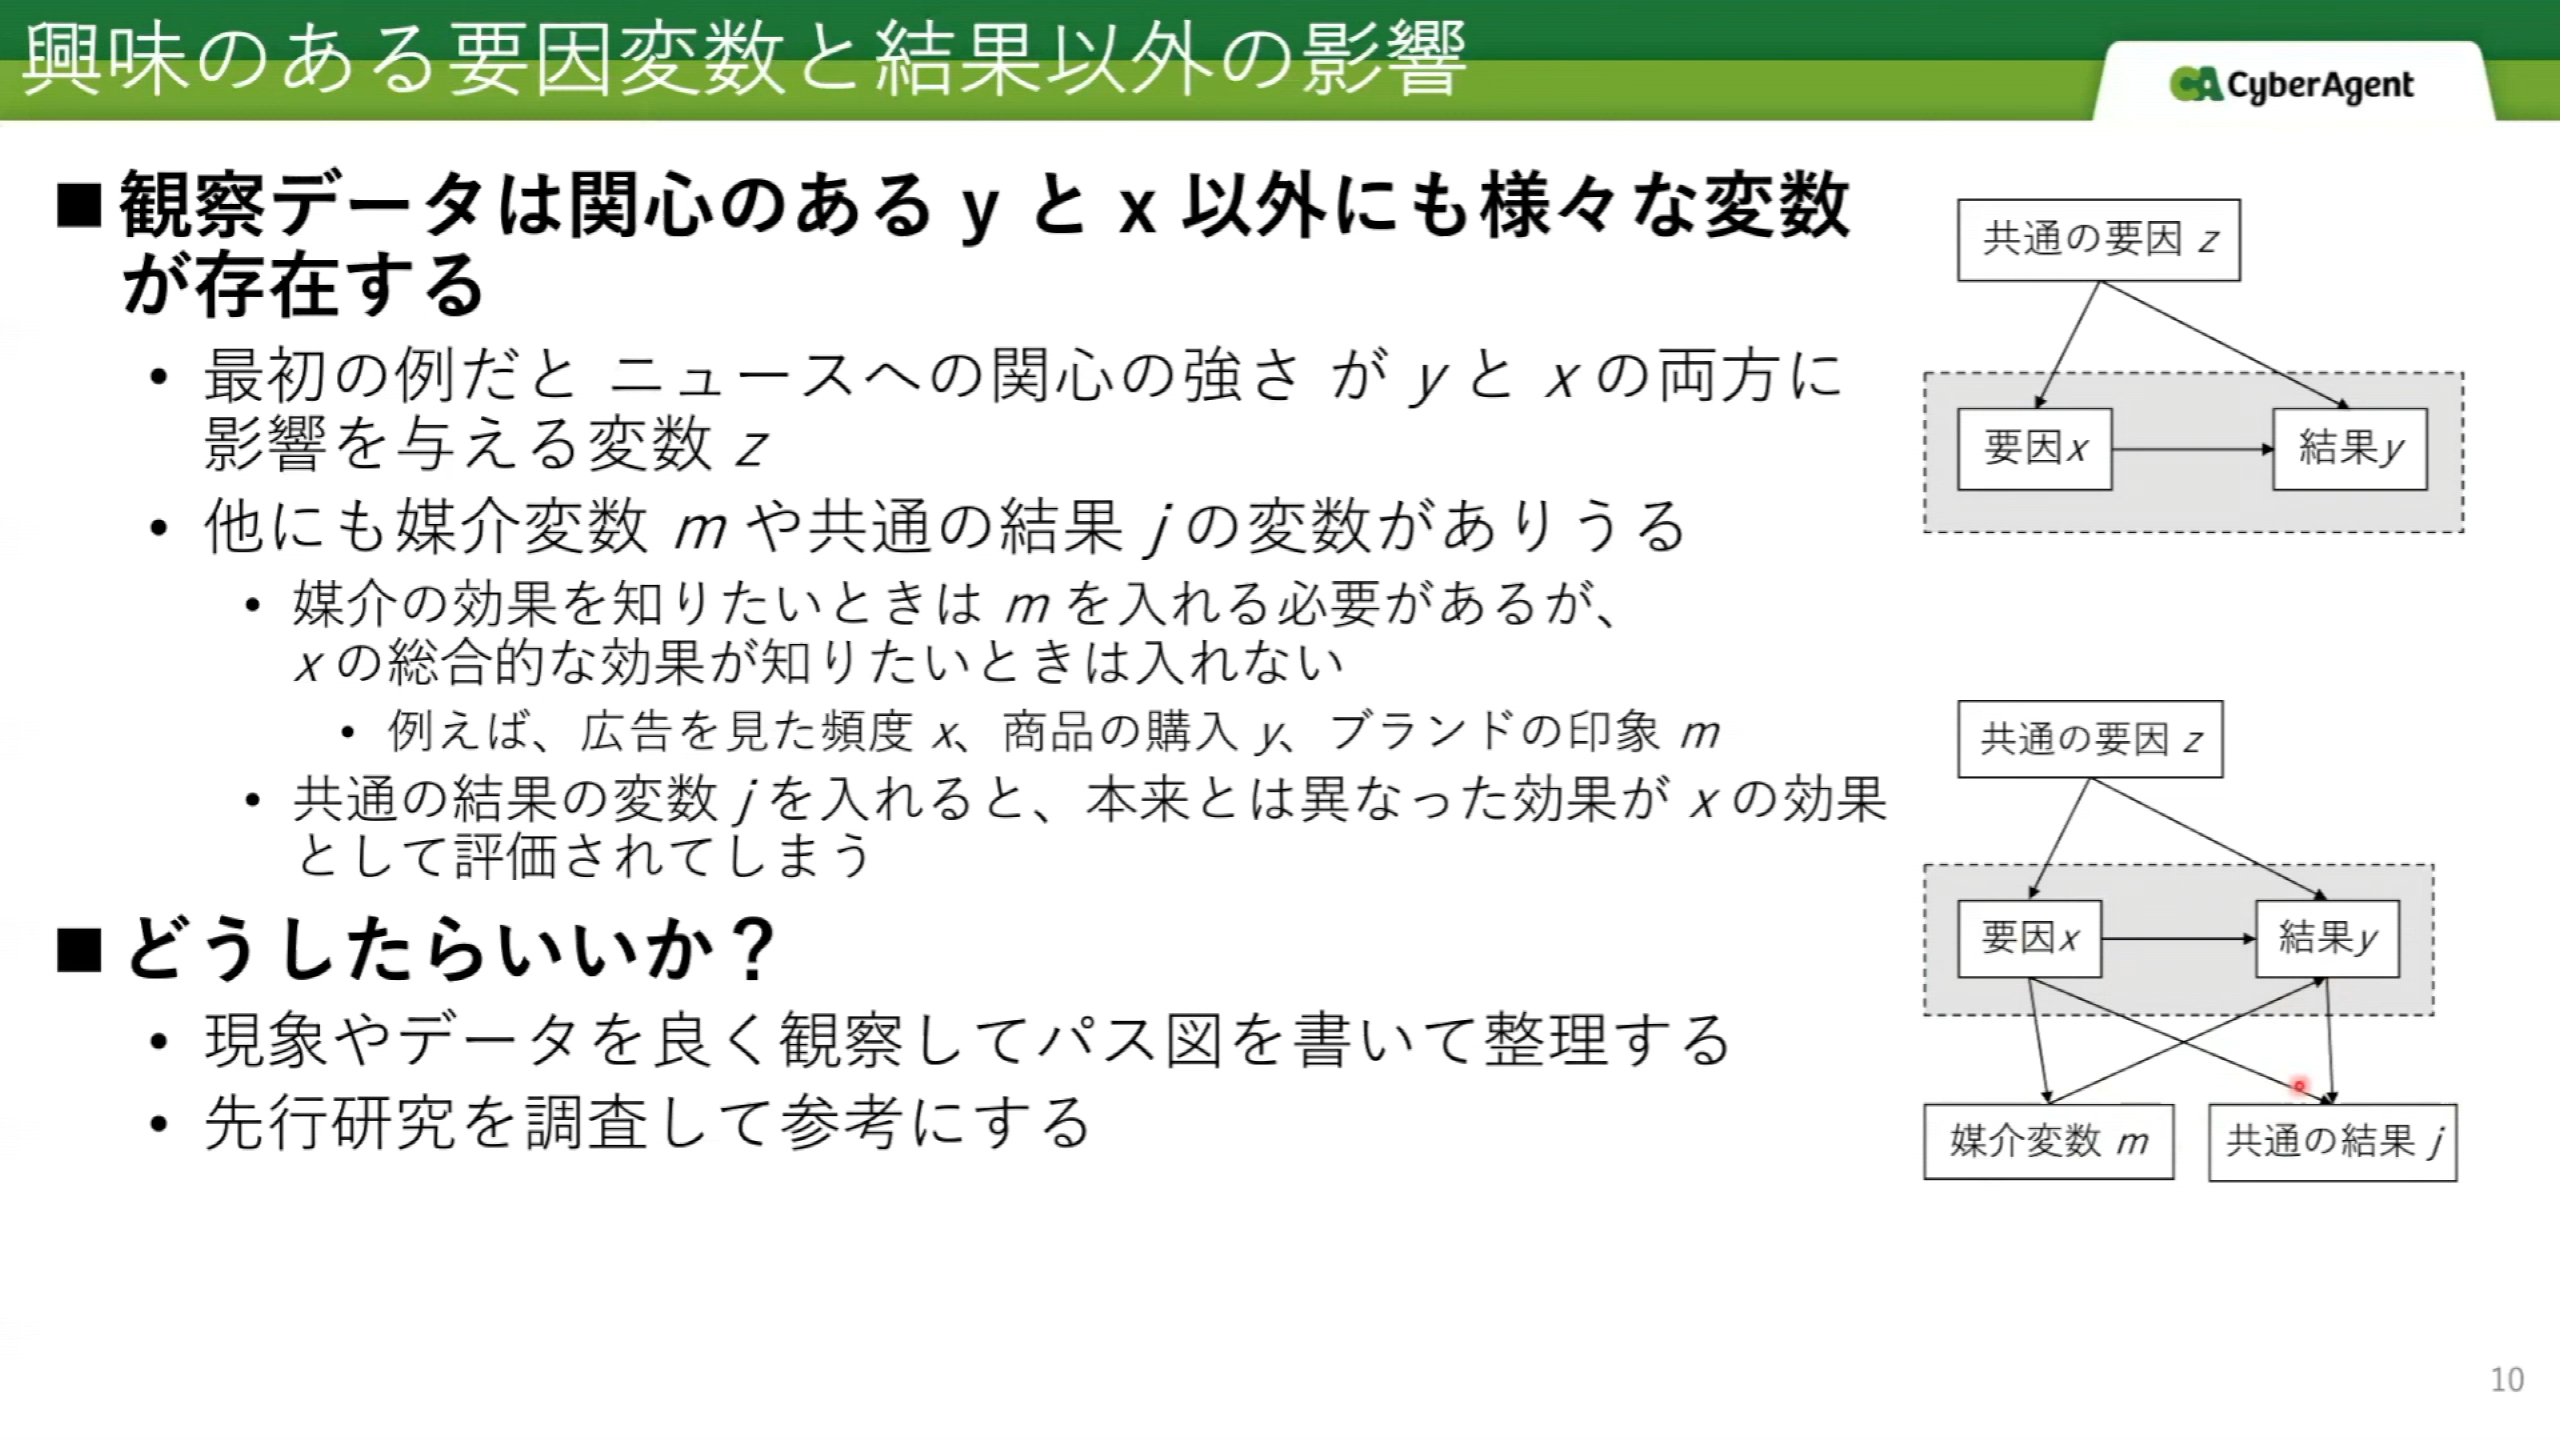 興味のある要因変数と結果以外の影響
CyberAgent
■観察データは関心のある y と x 以外にも様々な変数
が存在する
• 最初の例だと ニュースへの関心の強さ が y と x の両方に
影響を与える変数 z
• 他にも媒介変数 m や共通の結果 j の変数がありうる
• 媒介の効果を知りたいときは m を入れる必要があるが、
x の総合的な効果が知りたいときは入れない
• 例えば、広告を見た頻度 x、商品の購入 y、ブランドの印象 m
• 共通の結果の変数 j を入れると、本来とは異なった効果が x の効果
として評価されてしまう
■どうしたらいいか？
• 現象やデータを良く観察してパス図を書いて整理する
• 先行研究を調査して参考にする
共通の要因 z
要因x
結果y
共通の要因 z
要因x
結果y
媒介変数 m
共通の結果 j
10